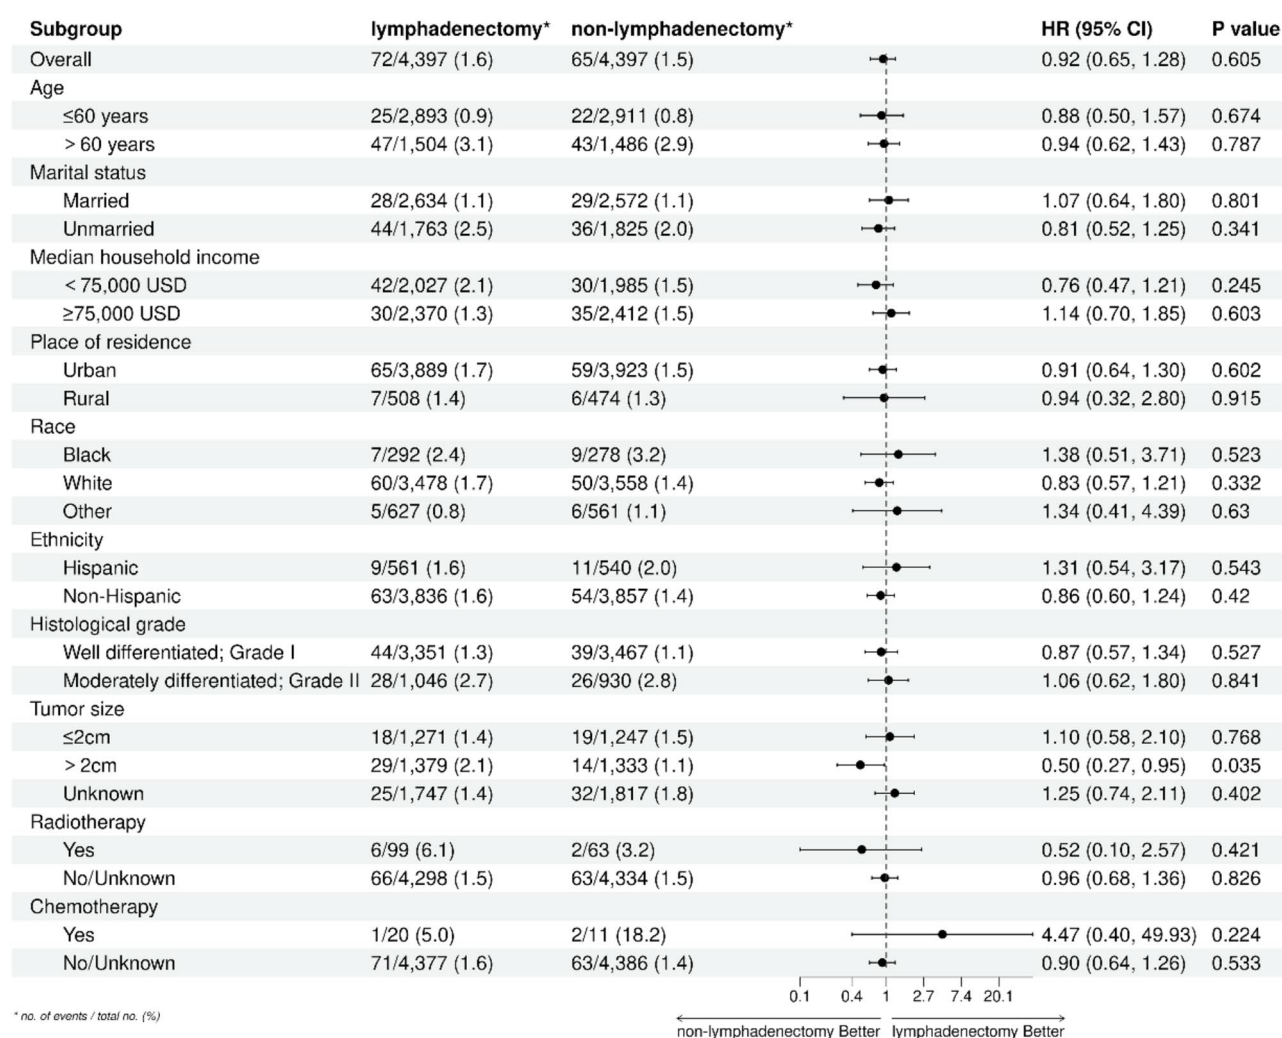 Subgroup lymphadenectomy* non-lymphadenectomy* HR (95% CI) P value
Overall 72/4,397 (1.6) 65/4,397 (1.5) 0.92 (0.65, 1.28) 0.605
Age
≤60 years 25/2,893 (0.9) 22/2,911 (0.8) 0.88 (0.50, 1.57) 0.674
> 60 years 47/1,504 (3.1) 43/1,486 (2.9) 0.94 (0.62, 1.43) 0.787
Marital status
Married 28/2,634 (1.1) 29/2,572 (1.1) 1.07 (0.64, 1.80) 0.801
Unmarried 44/1,763 (2.5) 36/1,825 (2.0) 0.81 (0.52, 1.25) 0.341
Median household income
< 75,000 USD 42/2,027 (2.1) 30/1,985 (1.5) 0.76 (0.47, 1.21) 0.245
≥75,000 USD 30/2,370 (1.3) 35/2,412 (1.5) 1.14 (0.70, 1.85) 0.603
Place of residence
Urban 65/3,889 (1.7) 59/3,923 (1.5) 0.91 (0.64, 1.30) 0.602
Rural 7/508 (1.4) 6/474 (1.3) 0.94 (0.32, 2.80) 0.915
Race
Black 7/292 (2.4) 9/278 (3.2) 1.38 (0.51, 3.71) 0.523
White 60/3,478 (1.7) 50/3,558 (1.4) 0.83 (0.57, 1.21) 0.332
Other 5/627 (0.8) 6/561 (1.1) 1.34 (0.41, 4.39) 0.63
Ethnicity
Hispanic 9/561 (1.6) 11/540 (2.0) 1.31 (0.54, 3.17) 0.543
Non-Hispanic 63/3,836 (1.6) 54/3,857 (1.4) 0.86 (0.60, 1.24) 0.42
Histological grade
Well differentiated; Grade I 44/3,351 (1.3) 39/3,467 (1.1) 0.87 (0.57, 1.34) 0.527
Moderately differentiated; Grade II 28/1,046 (2.7) 26/930 (2.8) 1.06 (0.62, 1.80) 0.841
Tumor size
≤2cm 18/1,271 (1.4) 19/1,247 (1.5) 1.10 (0.58, 2.10) 0.768
> 2cm 29/1,379 (2.1) 14/1,333 (1.1) 0.50 (0.27, 0.95) 0.035
Unknown 25/1,747 (1.4) 32/1,817 (1.8) 1.25 (0.74, 2.11) 0.402
Radiotherapy
Yes 6/99 (6.1) 2/63 (3.2) 0.52 (0.10, 2.57) 0.421
No/Unknown 66/4,298 (1.5) 63/4,334 (1.5) 0.96 (0.68, 1.36) 0.826
Chemotherapy
Yes 1/20 (5.0) 2/11 (18.2) 4.47 (0.40, 49.93) 0.224
No/Unknown 71/4,377 (1.6) 63/4,386 (1.4) 0.90 (0.64, 1.26) 0.533
0.1 0.4 1 2.7 7.4 20.1
* no. of events / total no. (%)
non-lymphadenectomy Better lymphadenectomy Better